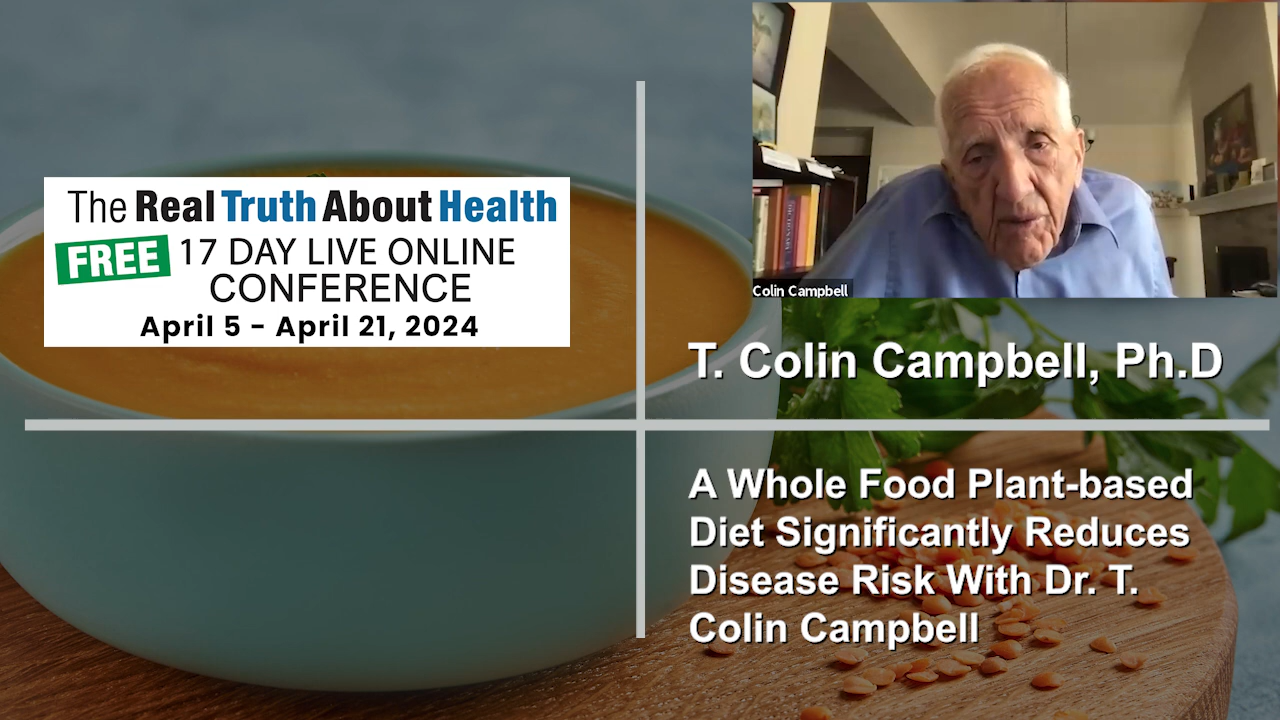 The Real Truth About Health
FREE 17 DAY LIVE ONLINE
CONFERENCE
April 5 - April 21, 2024
Colin Campbell
T. Colin Campbell, Ph.D
A Whole Food Plant-based
Diet Significantly Reduces
Disease Risk With Dr. T.
Colin Campbell